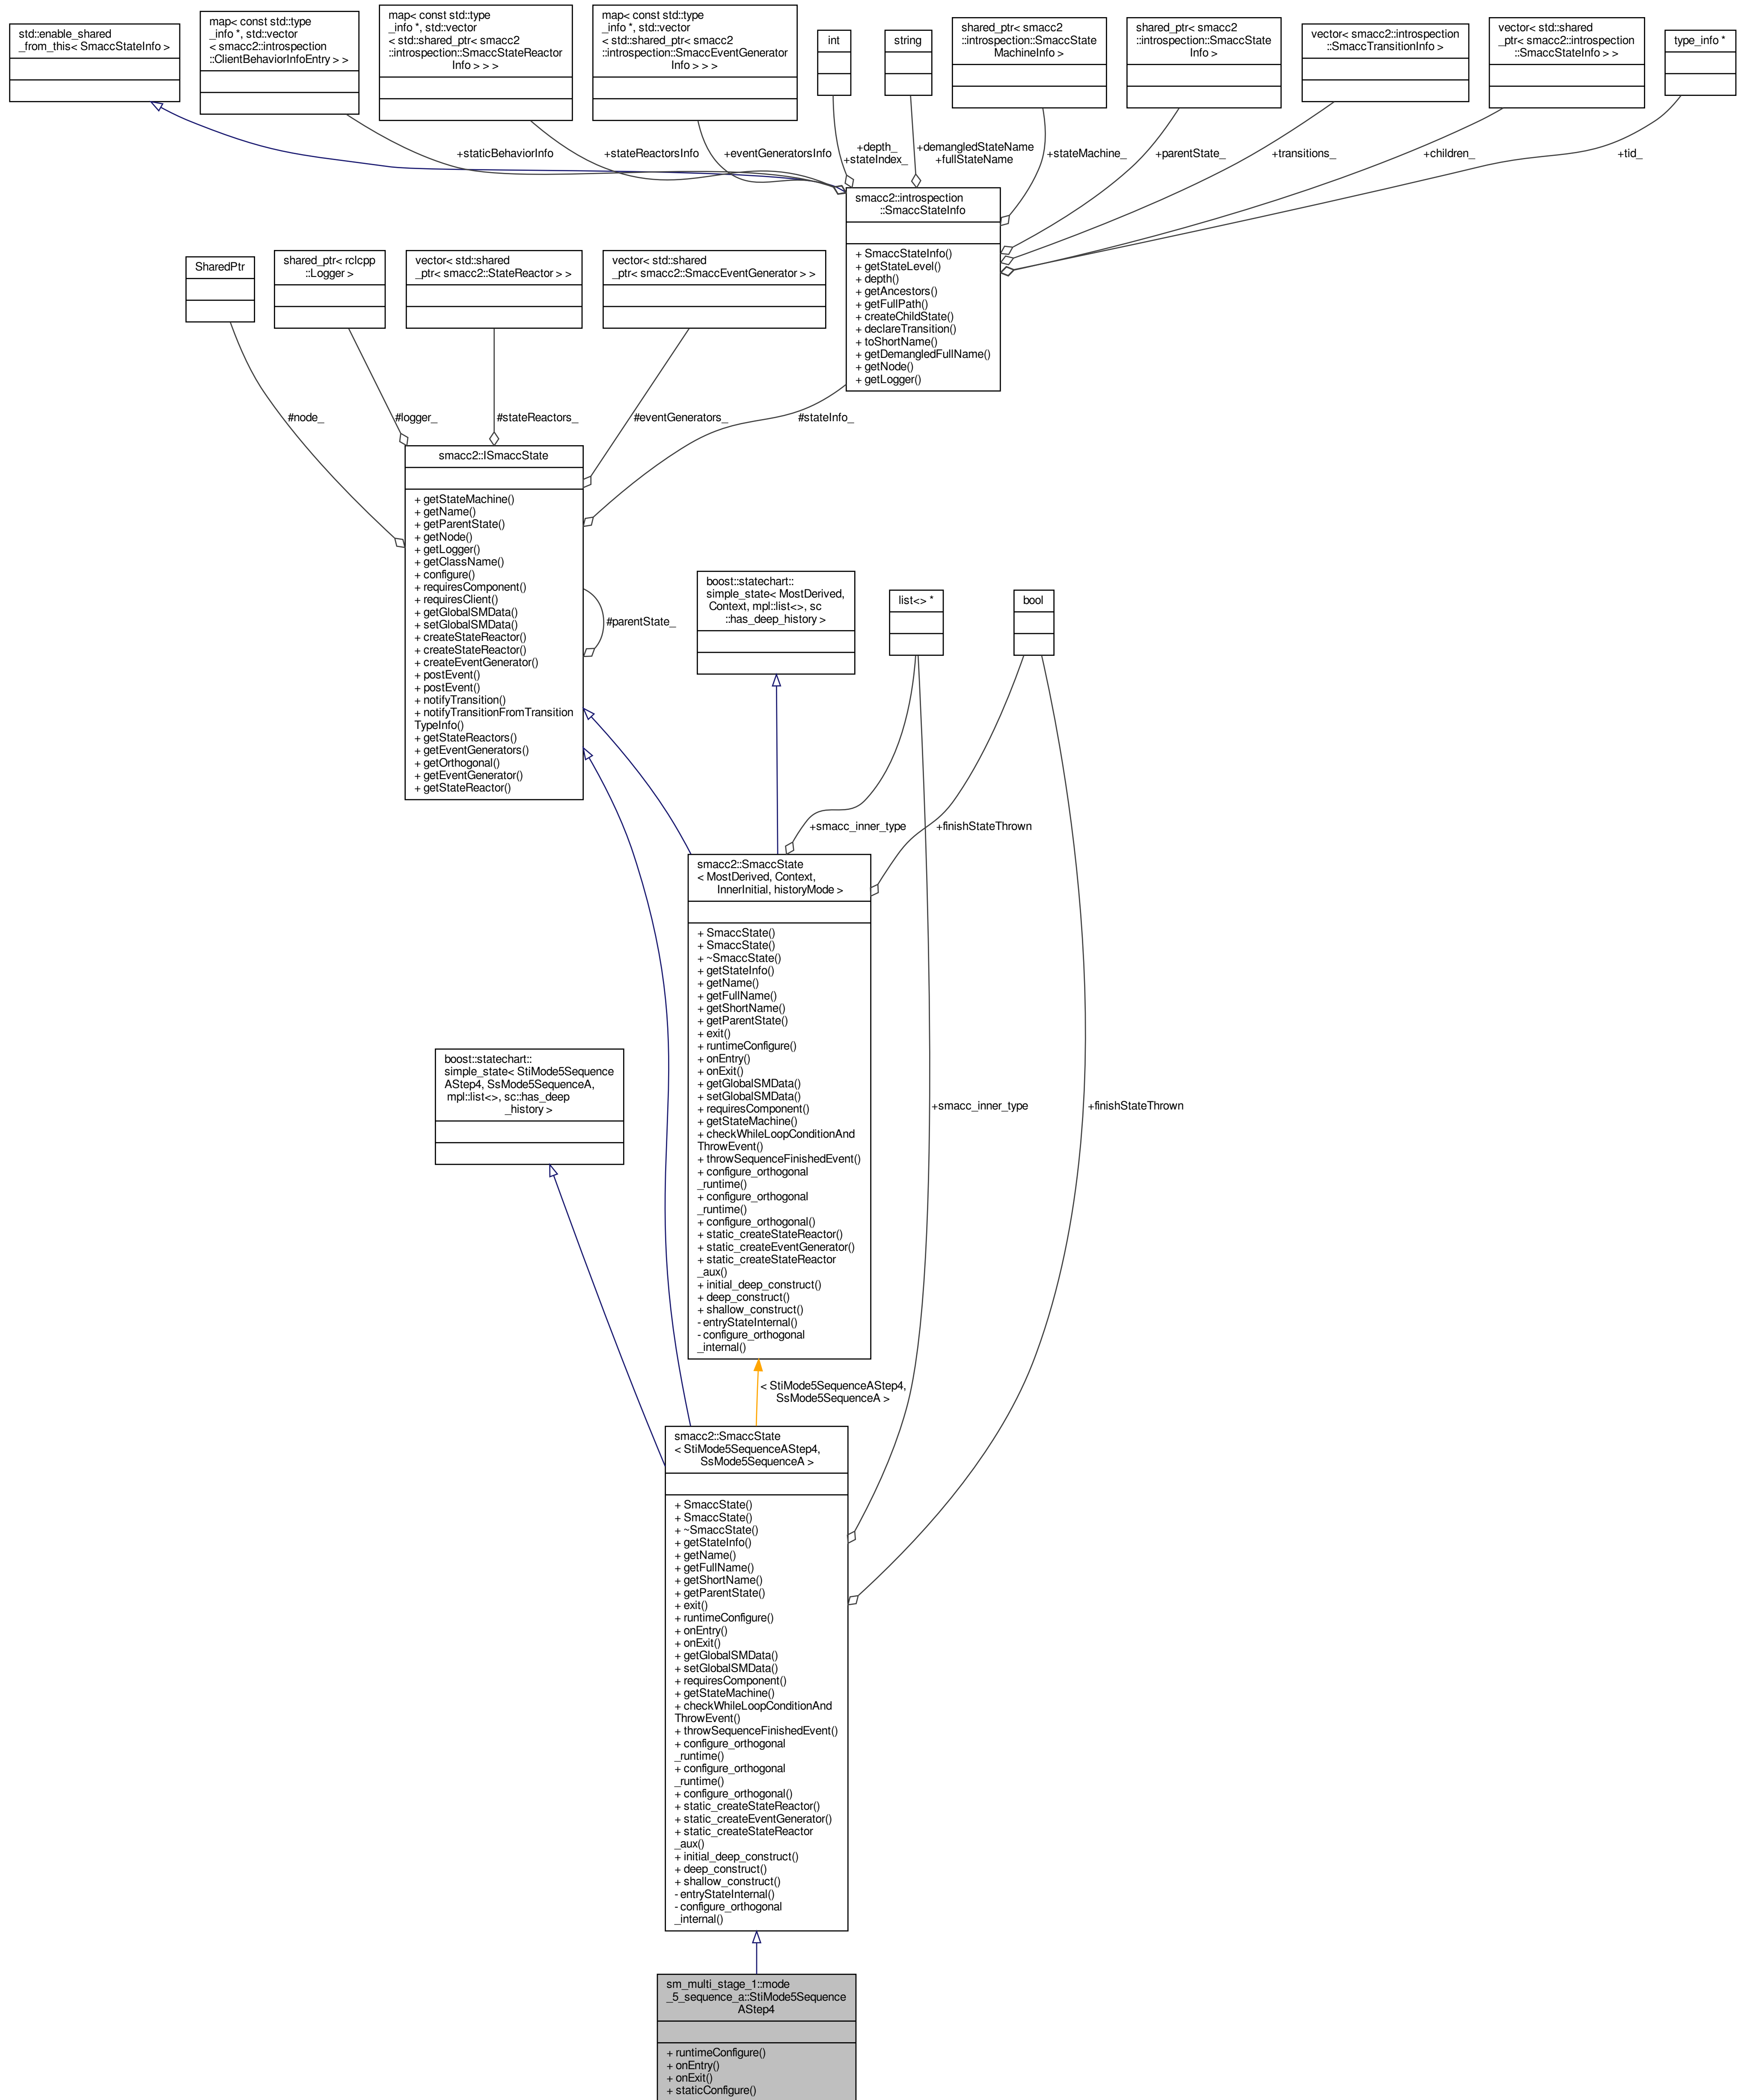 std::enable_shared
_from_this< SmaccStateInfo >
map< const std::type
_info *, std::vector
< smacc2::introspection
::ClientBehaviorInfoEntry > >
map< const std::type
_info *, std::vector
< std::shared_ptr< smacc2
::introspection::SmaccStateReactor
Info > > >
map< const std::type
_info *, std::vector
< std::shared_ptr< smacc2
::introspection::SmaccEventGenerator
Info > > >
int
string
shared_ptr< smacc2
::introspection::SmaccState
MachineInfo >
shared_ptr< smacc2
::introspection::SmaccState
Info >
vector< smacc2::introspection
::SmaccTransitionInfo >
vector< std::shared
_ptr< smacc2::introspection
::SmaccStateInfo > >
type_info *
+staticBehaviorInfo
+stateReactorsInfo
+eventGeneratorsInfo
+depth_
+stateIndex_
+demangledStateName
+fullStateName
+stateMachine_
+parentState_
+transitions_
+children_
+tid_
smacc2::introspection
::SmaccStateInfo
+ SmaccStateInfo()
+ getStateLevel()
+ depth()
+ getAncestors()
+ getFullPath()
+ createChildState()
+ declareTransition()
+ toShortName()
+ getDemangledFullName()
+ getNode()
+ getLogger()
SharedPtr
shared_ptr< rclcpp
::Logger >
vector< std::shared
_ptr< smacc2::StateReactor > >
vector< std::shared
_ptr< smacc2::SmaccEventGenerator > >
#node_
#logger_
#stateReactors_
#eventGenerators_
#stateInfo_
smacc2::ISmaccState
+ getStateMachine()
+ getName()
+ getParentState()
+ getNode()
+ getLogger()
+ getClassName()
+ configure()
+ requiresComponent()
+ requiresClient()
+ getGlobalSMData()
+ setGlobalSMData()
+ createStateReactor()
+ createStateReactor()
+ createEventGenerator()
+ postEvent()
+ postEvent()
+ notifyTransition()
+ notifyTransitionFromTransition
TypeInfo()
+ getStateReactors()
+ getEventGenerators()
+ getOrthogonal()
+ getEventGenerator()
+ getStateReactor()
#parentState_
boost::statechart::
simple_state< MostDerived,
Context, mpl::list<>, sc
::has_deep_history >
list<> *
bool
+smacc_inner_type
+finishStateThrown
smacc2::SmaccState
< MostDerived, Context,
InnerInitial, historyMode >
+ SmaccState()
+ SmaccState()
+ ~SmaccState()
+ getStateInfo()
+ getName()
+ getFullName()
+ getShortName()
+ getParentState()
+ exit()
+ runtimeConfigure()
+ onEntry()
+ onExit()
+ getGlobalSMData()
+ setGlobalSMData()
+ requiresComponent()
+ getStateMachine()
+ checkWhileLoopConditionAnd
ThrowEvent()
+ throwSequenceFinishedEvent()
+ configure_orthogonal
_runtime()
+ configure_orthogonal
_runtime()
+ configure_orthogonal()
+ static_createStateReactor()
+ static_createEventGenerator()
+ static_createStateReactor
_aux()
+ initial_deep_construct()
+ deep_construct()
+ shallow_construct()
- entryStateInternal()
- configure_orthogonal
_internal()
boost::statechart::
simple_state< StiMode5Sequence
AStep4, SsMode5SequenceA,
mpl::list<>, sc::has_deep
_history >
+smacc_inner_type
+finishStateThrown
< StiMode5SequenceAStep4,
SsMode5SequenceA >
smacc2::SmaccState
< StiMode5SequenceAStep4,
SsMode5SequenceA >
+ SmaccState()
+ SmaccState()
+ ~SmaccState()
+ getStateInfo()
+ getName()
+ getFullName()
+ getShortName()
+ getParentState()
+ exit()
+ runtimeConfigure()
+ onEntry()
+ onExit()
+ getGlobalSMData()
+ setGlobalSMData()
+ requiresComponent()
+ getStateMachine()
+ checkWhileLoopConditionAnd
ThrowEvent()
+ throwSequenceFinishedEvent()
+ configure_orthogonal
_runtime()
+ configure_orthogonal
_runtime()
+ configure_orthogonal()
+ static_createStateReactor()
+ static_createEventGenerator()
+ static_createStateReactor
_aux()
+ initial_deep_construct()
+ deep_construct()
+ shallow_construct()
- entryStateInternal()
- configure_orthogonal
_internal()
sm_multi_stage_1::mode
_5_sequence_a::StiMode5Sequence
AStep4
+ runtimeConfigure()
+ onEntry()
+ onExit()
+ staticConfigure()